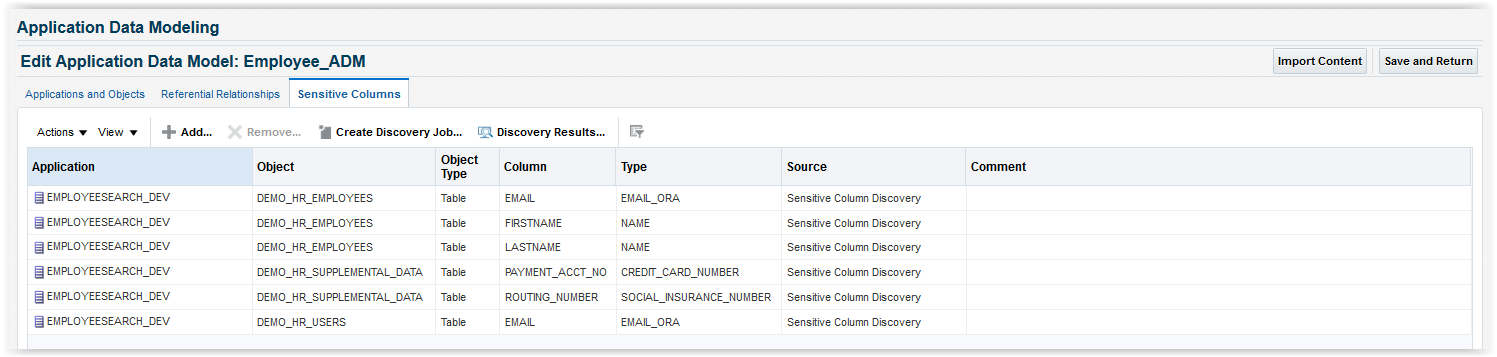 Application Data Modeling
Edit Application Data Model: Employee_ADM Import Content Save and Return
Applications and Objects Referential Relationships Sensitive Columns
Actions View Add... Remove... Create Discovery Job... Discovery Results...
Application Object Object Type Column Type Source Comment
EMPLOYEESEARCH_DEV DEMO_HR_EMPLOYEES Table EMAIL EMAIL_ORA Sensitive Column Discovery
EMPLOYEESEARCH_DEV DEMO_HR_EMPLOYEES Table FIRSTNAME NAME Sensitive Column Discovery
EMPLOYEESEARCH_DEV DEMO_HR_EMPLOYEES Table LASTNAME NAME Sensitive Column Discovery
EMPLOYEESEARCH_DEV DEMO_HR_SUPPLEMENTAL_DATA Table PAYMENT_ACCT_NO CREDIT_CARD_NUMBER Sensitive Column Discovery
EMPLOYEESEARCH_DEV DEMO_HR_SUPPLEMENTAL_DATA Table ROUTING_NUMBER SOCIAL_INSURANCE_NUMBER Sensitive Column Discovery
EMPLOYEESEARCH_DEV DEMO_HR_USERS Table EMAIL EMAIL_ORA Sensitive Column Discovery